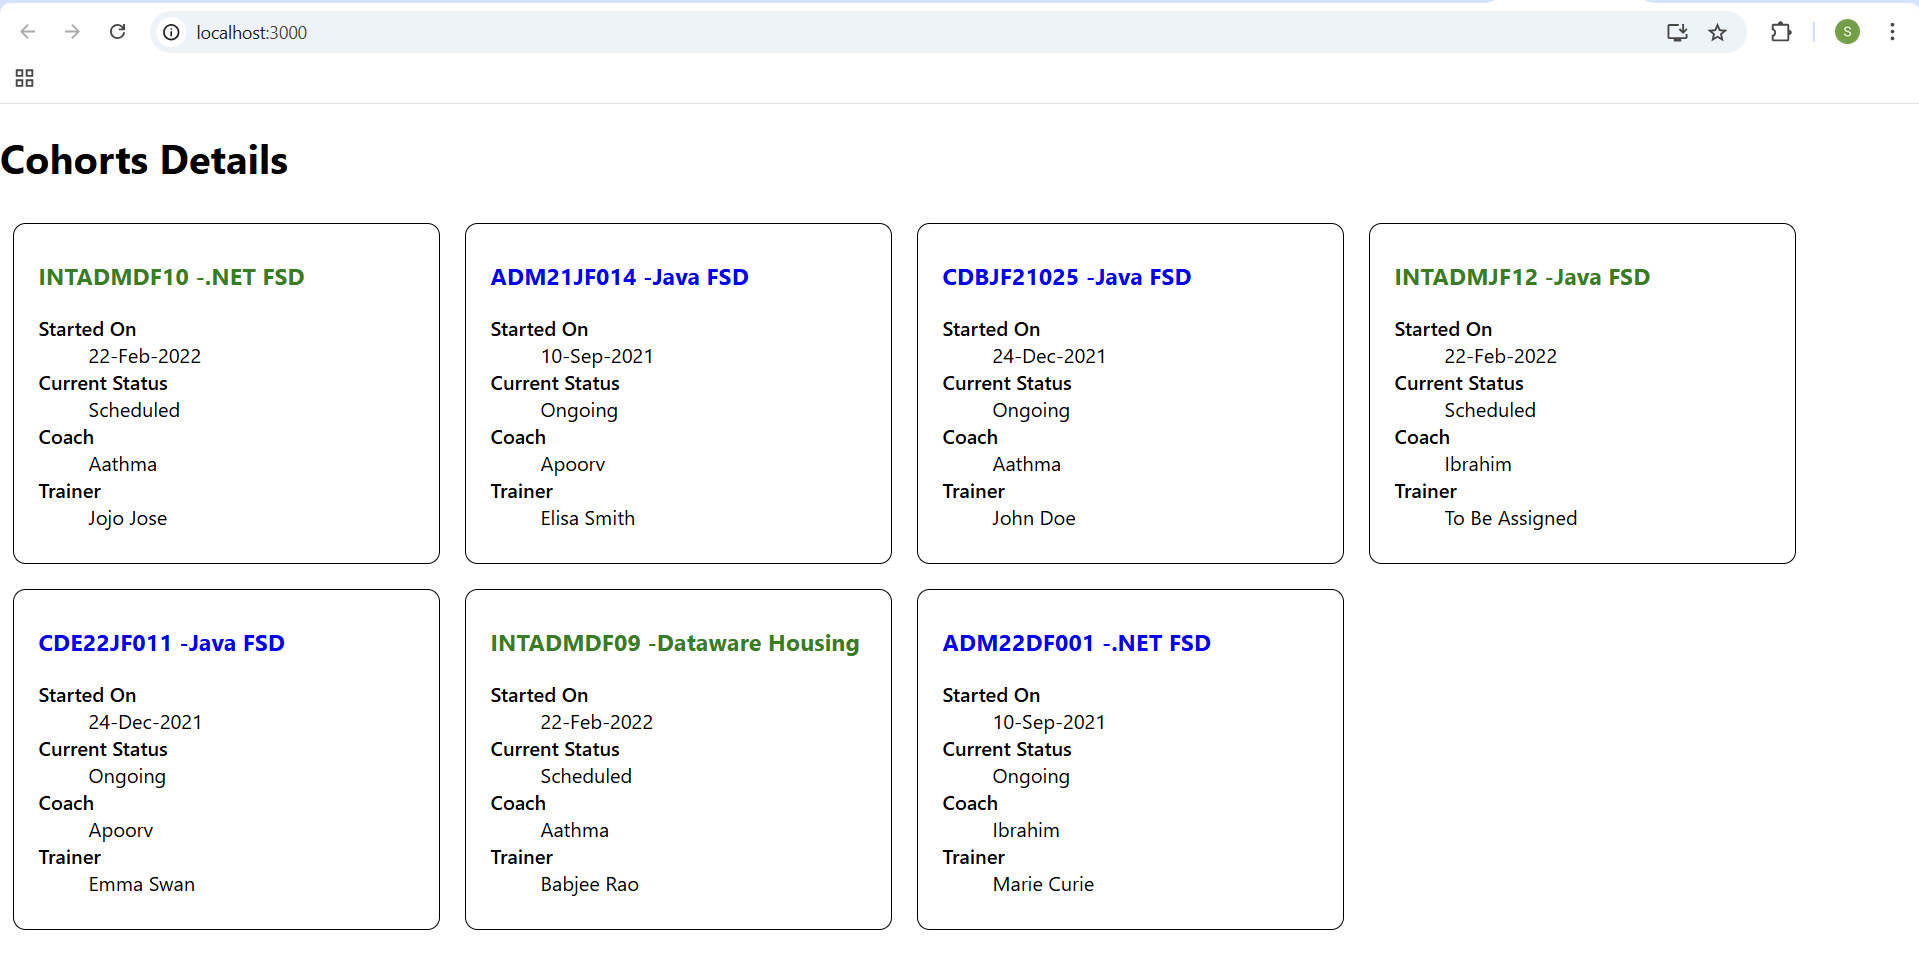 localhost:3000
S
Cohorts Details
INTADMDF10 -.NET FSD
Started On
22-Feb-2022
Current Status
Scheduled
Coach
Aathma
Trainer
Jojo Jose
ADM21JF014 -Java FSD
Started On
10-Sep-2021
Current Status
Ongoing
Coach
Apoorv
Trainer
Elisa Smith
CDBJF21025 -Java FSD
Started On
24-Dec-2021
Current Status
Ongoing
Coach
Aathma
Trainer
John Doe
INTADMJF12 -Java FSD
Started On
22-Feb-2022
Current Status
Scheduled
Coach
Ibrahim
Trainer
To Be Assigned
CDE22JF011 -Java FSD
Started On
24-Dec-2021
Current Status
Ongoing
Coach
Apoorv
Trainer
Emma Swan
INTADMDF09 -Dataware Housing
Started On
22-Feb-2022
Current Status
Scheduled
Coach
Aathma
Trainer
Babjee Rao
ADM22DF001 -.NET FSD
Started On
10-Sep-2021
Current Status
Ongoing
Coach
Ibrahim
Trainer
Marie Curie